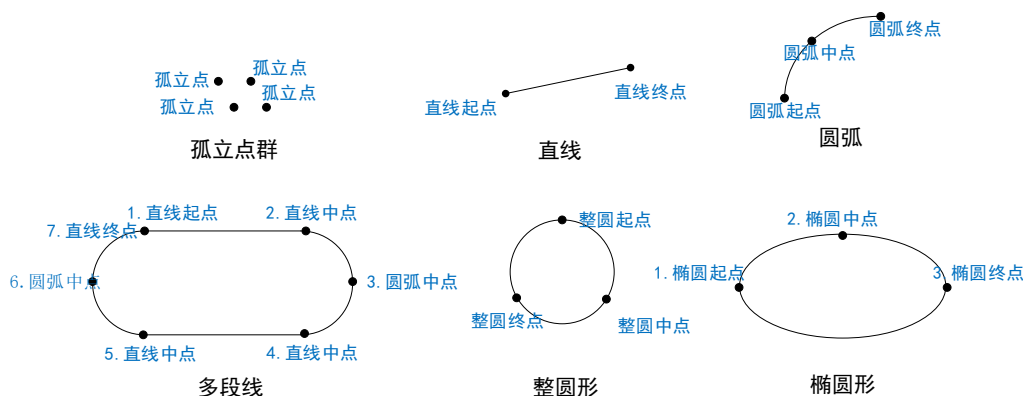 孤立点
孤立点
孤立点
孤立点
孤立点群
直线起点
直线终点
直线
圆弧终点
圆弧中点
圆弧起点
圆弧
1.直线起点
2.直线中点
7.直线终点
6.圆弧中点
3.圆弧中点
5.直线中点
4.直线中点
多段线
整圆起点
整圆终点
整圆中点
整圆形
2.椭圆中点
1.椭圆起点
3.椭圆终点
椭圆形